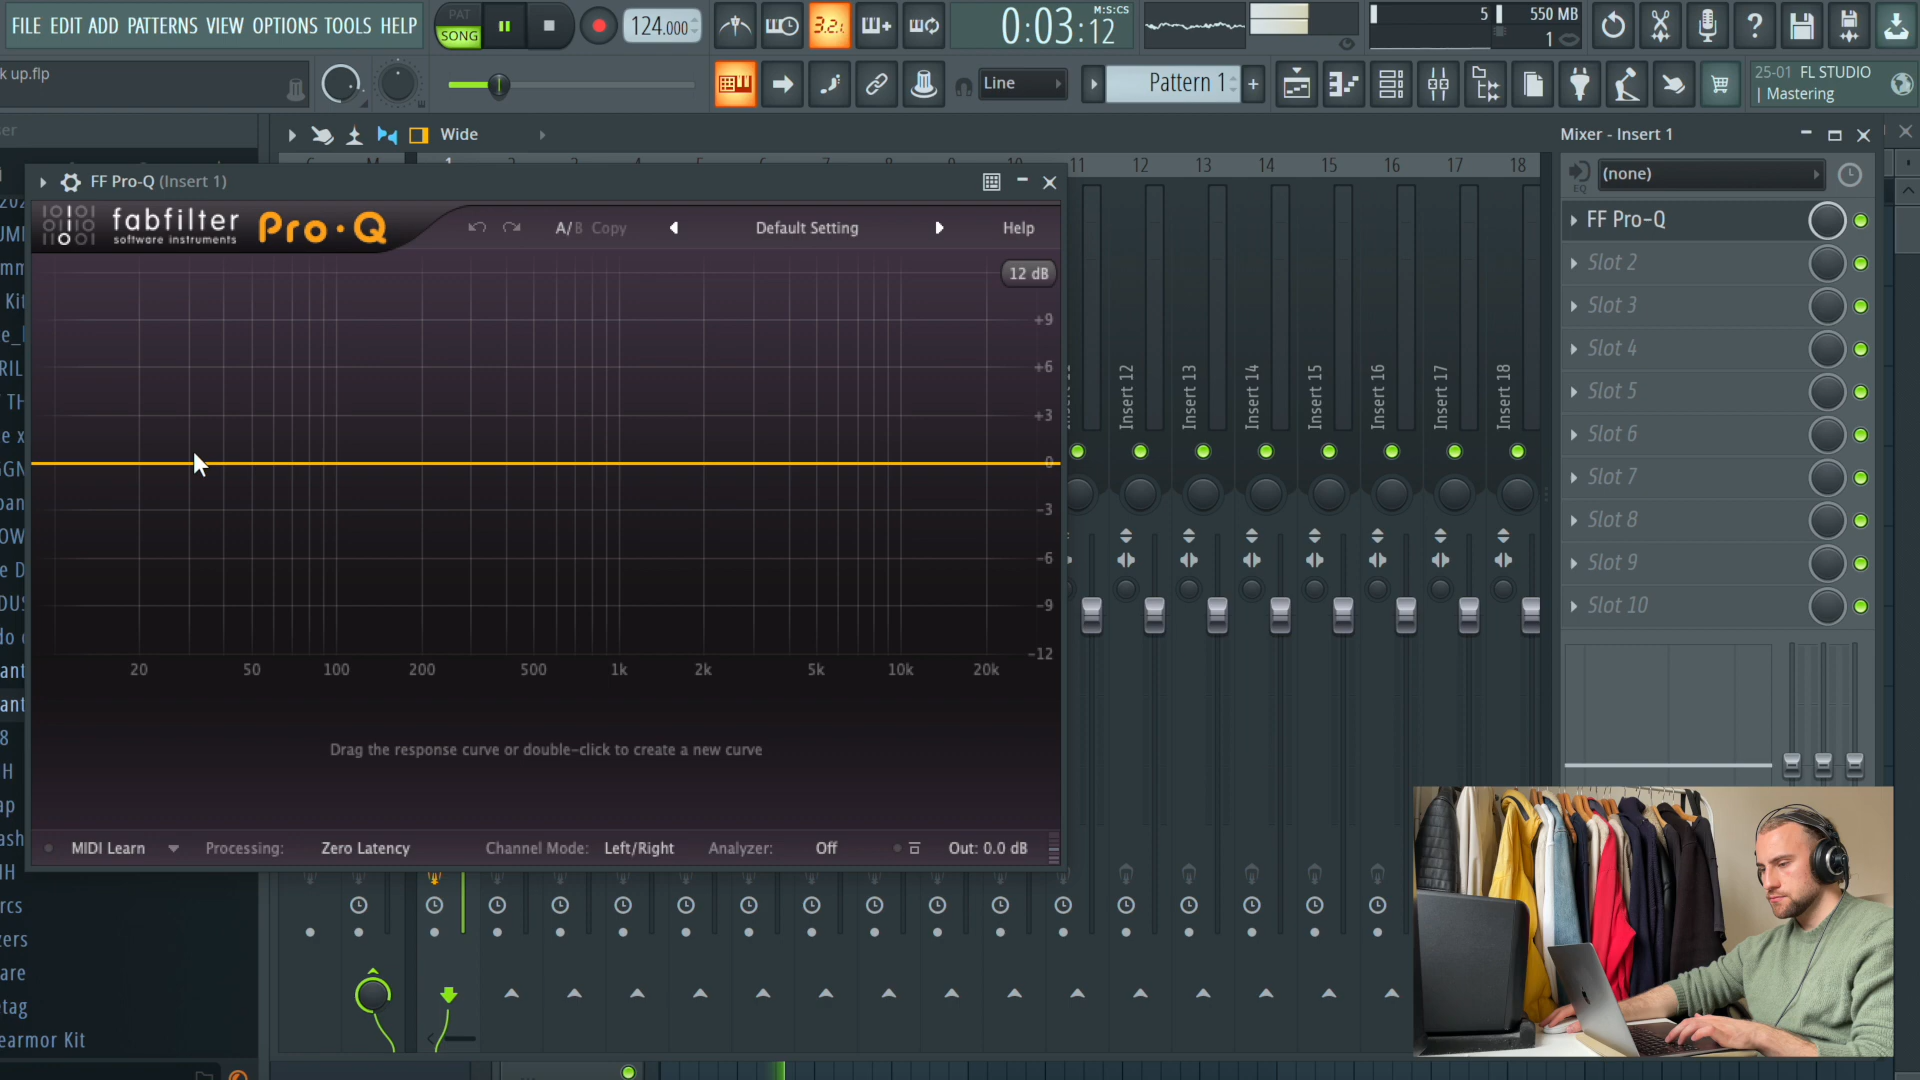 FILE EDIT ADD PATTERNS VIEW OPTIONS TOOLS HELP
PAT
SONG
124.000
3.2.
0:03:12
M:S:CS
5
550 MB
1
k up.flp
Line
Pattern 1
25-01 FL STUDIO
| Mastering
Wide
Mixer - Insert 1
(none)
EQ
FF Pro-Q (Insert 1)
fabfilter
software instruments
Pro·Q
A/B Copy
Default Setting
Help
12 dB
+9
+6
+3
0
-3
-6
-9
-12
20
50
100
200
500
1k
2k
5k
10k
20k
Drag the response curve or double-click to create a new curve
MIDI Learn
Processing:
Zero Latency
Channel Mode:
Left/Right
Analyzer:
Off
Out: 0.0 dB
11
12
13
14
15
16
17
18
Insert 12
Insert 13
Insert 14
Insert 15
Insert 16
Insert 17
Insert 18
FF Pro-Q
Slot 2
Slot 3
Slot 4
Slot 5
Slot 6
Slot 7
Slot 8
Slot 9
Slot 10
earmor Kit